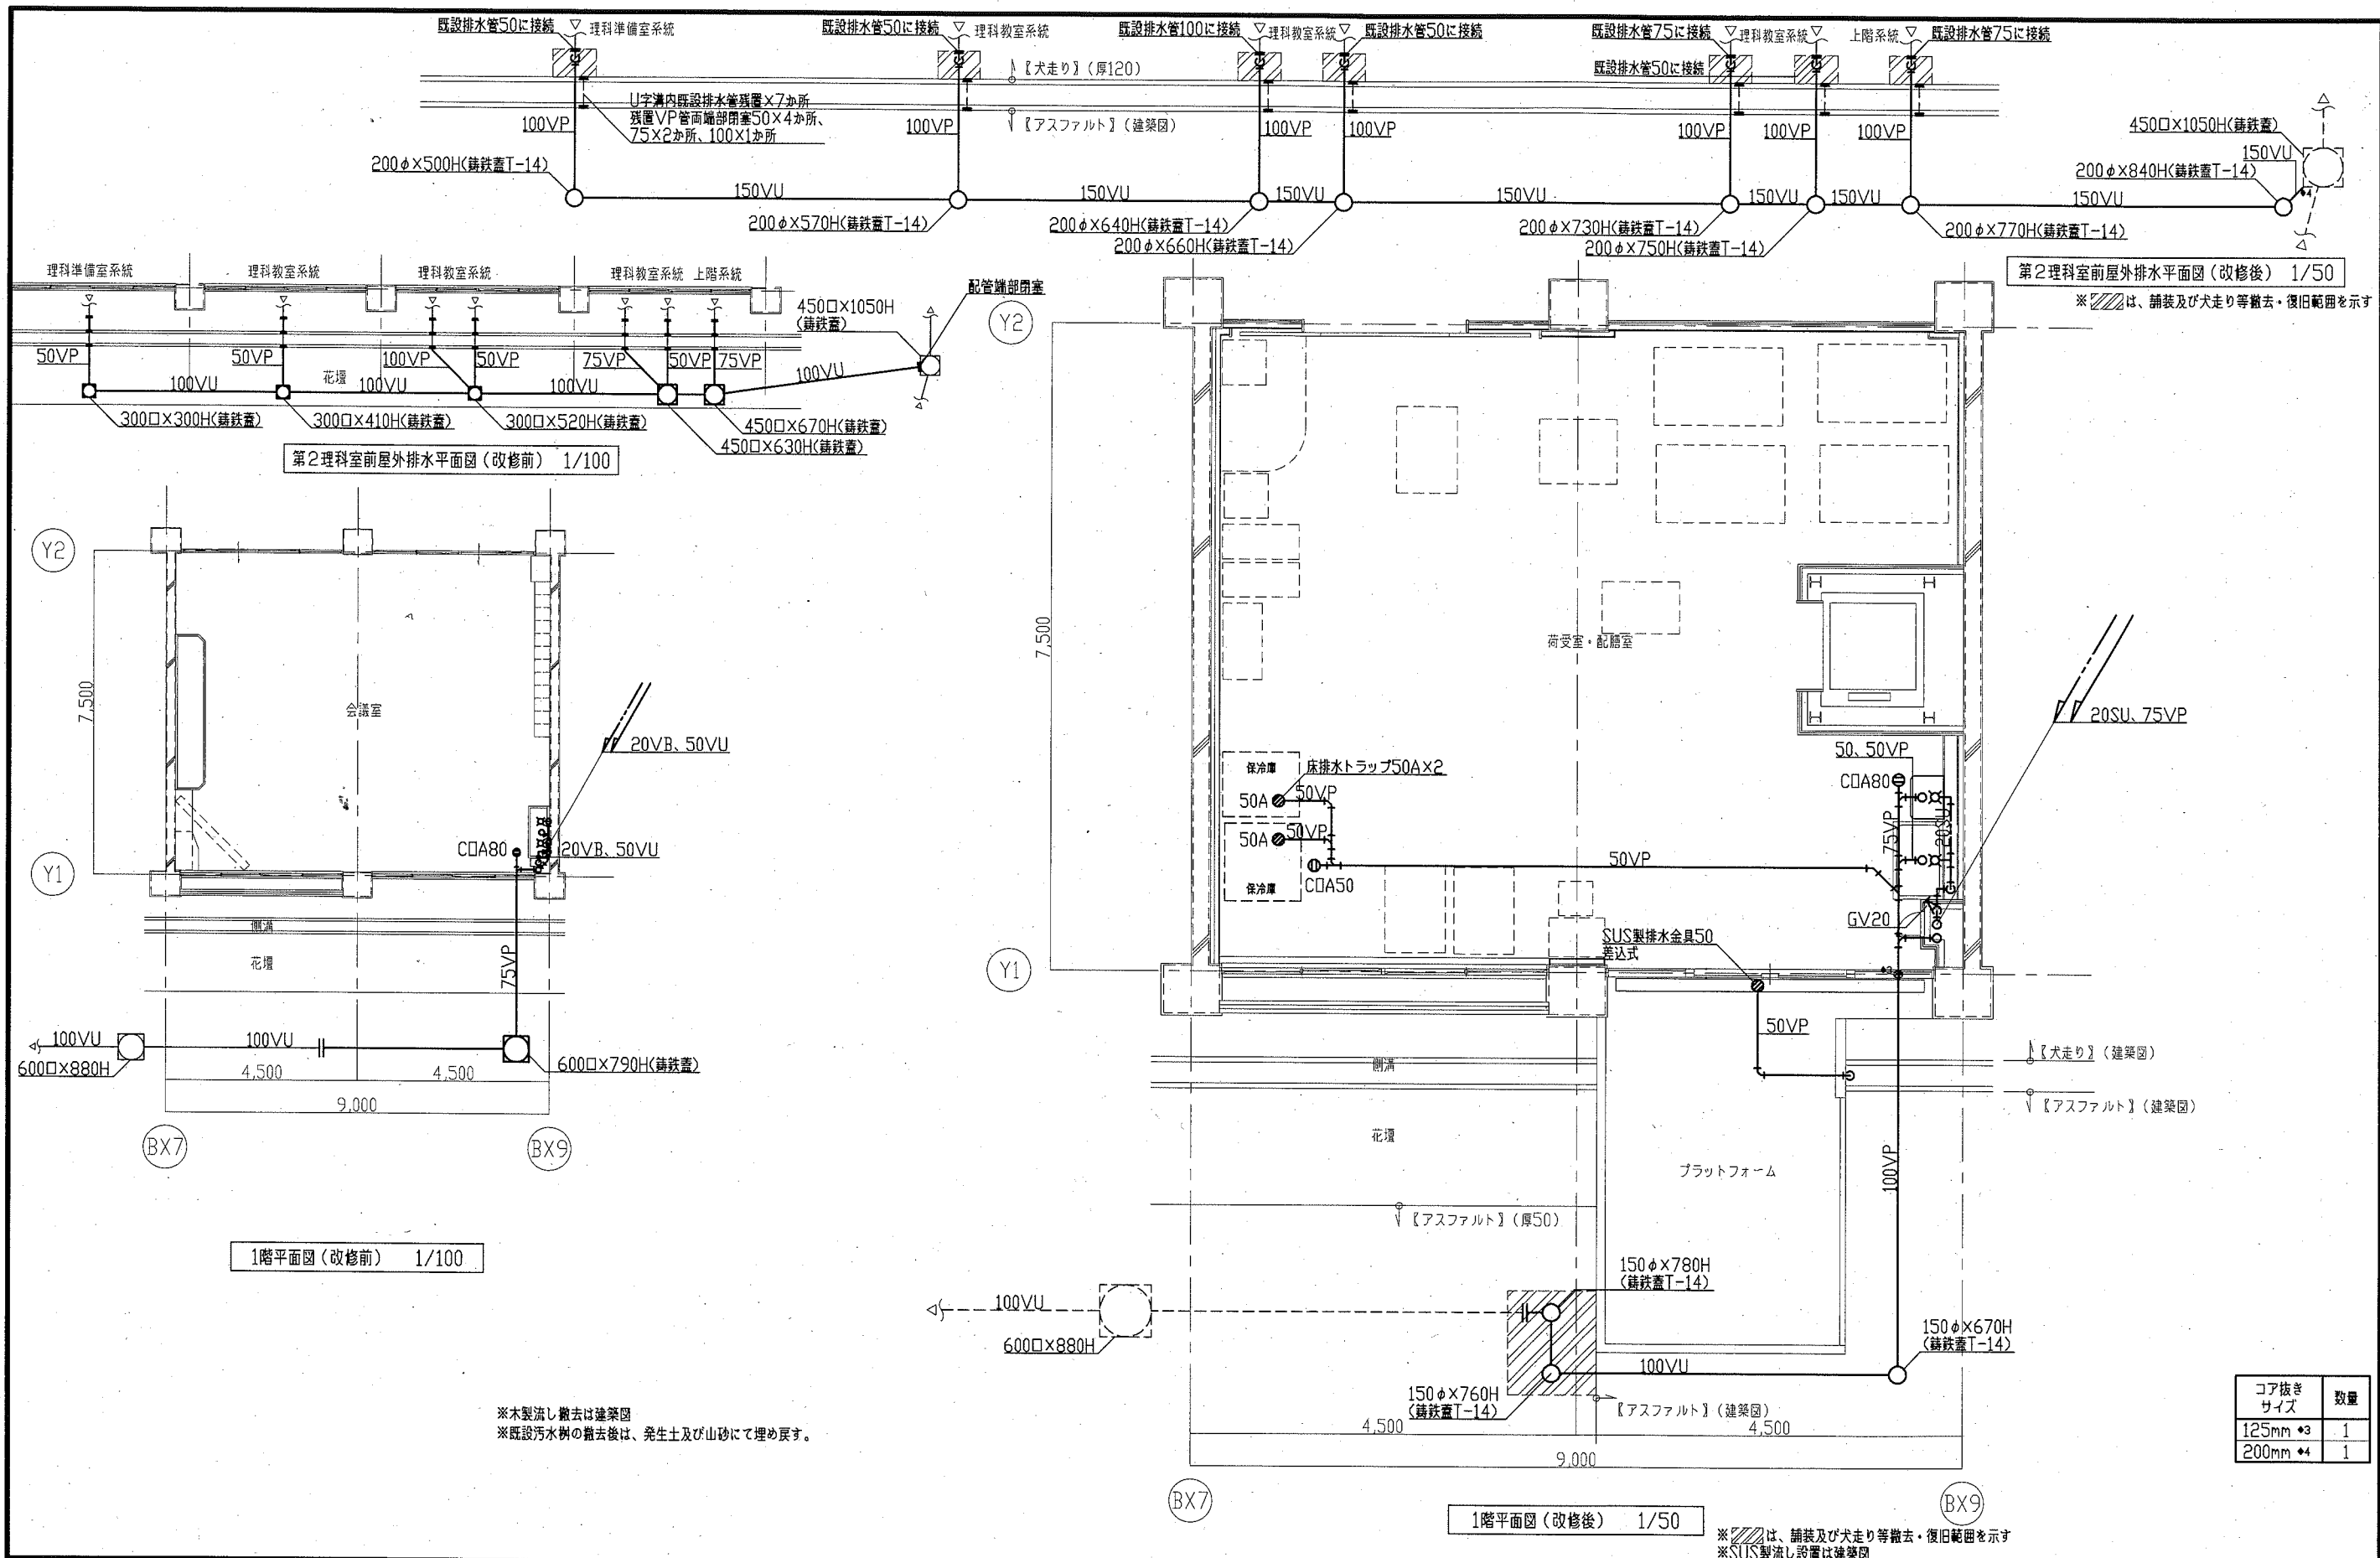 既設排水管50に接続
理科準備室系統
既設排水管50に接続
理科教室系統
既設排水管100に接続
理科教室系統
既設排水管50に接続
既設排水管75に接続
理科教室系統
上階系統
既設排水管75に接続
既設排水管50に接続
【犬走り】(厚120)
【アスファルト】(建築図)
U字溝内既設排水管残置×7か所
残置VP管両端部閉塞50×4か所、
75×2か所、100×1か所
100VP
100VP
100VP
100VP
100VP
100VP
100VP
450□×1050H(鋳鉄蓋)
150VU
200φ×840H(鋳鉄蓋T-14)
*4
200φ×500H(鋳鉄蓋T-14)
150VU
150VU
150VU
150VU
150VU
150VU
150VU
200φ×570H(鋳鉄蓋T-14)
200φ×640H(鋳鉄蓋T-14)
200φ×660H(鋳鉄蓋T-14)
200φ×730H(鋳鉄蓋T-14)
200φ×750H(鋳鉄蓋T-14)
200φ×770H(鋳鉄蓋T-14)
第2理科室前屋外排水平面図(改修後) 1/50
※は、舗装及び犬走り等撤去・復旧範囲を示す
理科準備室系統
理科教室系統
理科教室系統
理科教室系統
上階系統
配管端部閉塞
450□×1050H
(鋳鉄蓋)
50VP
50VP
100VP
50VP
75VP
50VP
75VP
花壇
100VU
100VU
100VU
100VU
300□×300H(鋳鉄蓋)
300□×410H(鋳鉄蓋)
300□×520H(鋳鉄蓋)
450□×670H(鋳鉄蓋)
450□×630H(鋳鉄蓋)
第2理科室前屋外排水平面図(改修前) 1/100
Y2
7,500
会議室
20VB、50VU
COA80
20VB、50VU
Y1
側溝
花壇
75VP
100VU
100VU
600□×880H
600□×790H(鋳鉄蓋)
4,500
4,500
9,000
BX7
BX9
1階平面図(改修前) 1/100
※木製流し撤去は建築図
※既設汚水桝の撤去後は、発生土及び山砂にて埋め戻す。
Y2
7,500
荷受室・配膳室
20SU、75VP
50、50VP
COA80
保冷庫
床排水トラップ50A×2
50A
50VP
50A
50VP
保冷庫
COA50
50VP
75VP
20SU
GV20
SUS製排水金具50
差込式
*3
Y1
50VP
側溝
【犬走り】(建築図)
【アスファルト】(建築図)
花壇
プラットフォーム
100VP
【アスファルト】(厚50)
150φ×780H
(鋳鉄蓋T-14)
100VU
600□×880H
150φ×670H
(鋳鉄蓋T-14)
100VU
150φ×760H
(鋳鉄蓋T-14)
【アスファルト】(建築図)
4,500
4,500
9,000
BX7
BX9
1階平面図(改修後) 1/50
※は、舗装及び犬走り等撤去・復旧範囲を示す
※SUS製流し設置は建築図
コア抜き
サイズ
数量
125mm *3 1
200mm *4 1